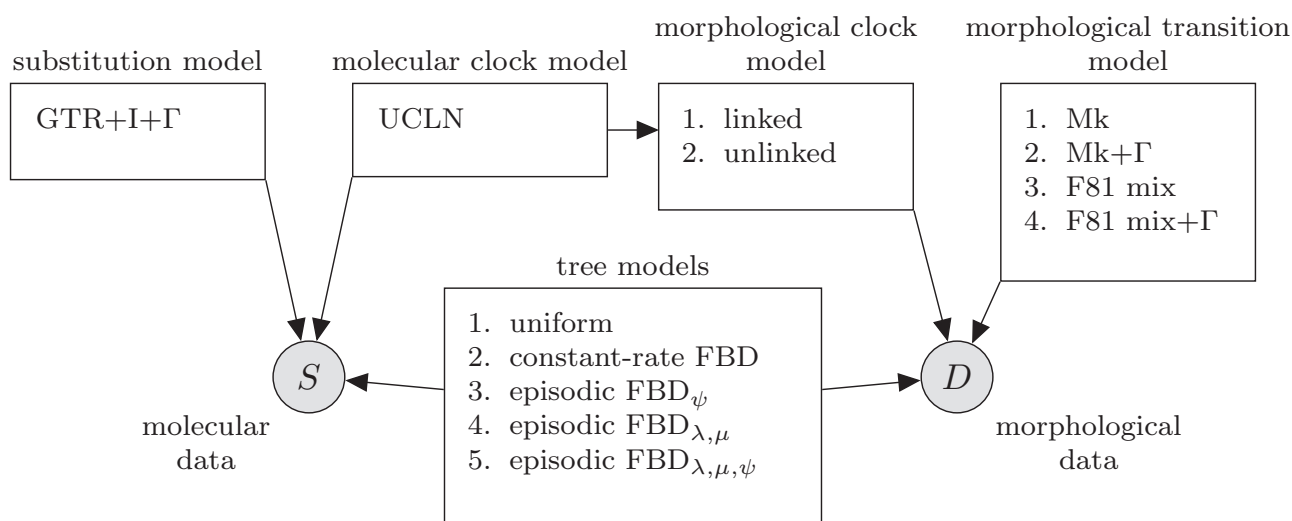 substitution model
GTR+I+Γ
molecular clock model
UCLN
morphological clock
model
1. linked
2. unlinked
morphological transition
model
1. Mk
2. Mk+Γ
3. F81 mix
4. F81 mix+Γ
tree models
1. uniform
2. constant-rate FBD
3. episodic FBD_ψ
4. episodic FBD_λ,μ
5. episodic FBD_λ,μ,ψ
S
molecular
data
D
morphological
data